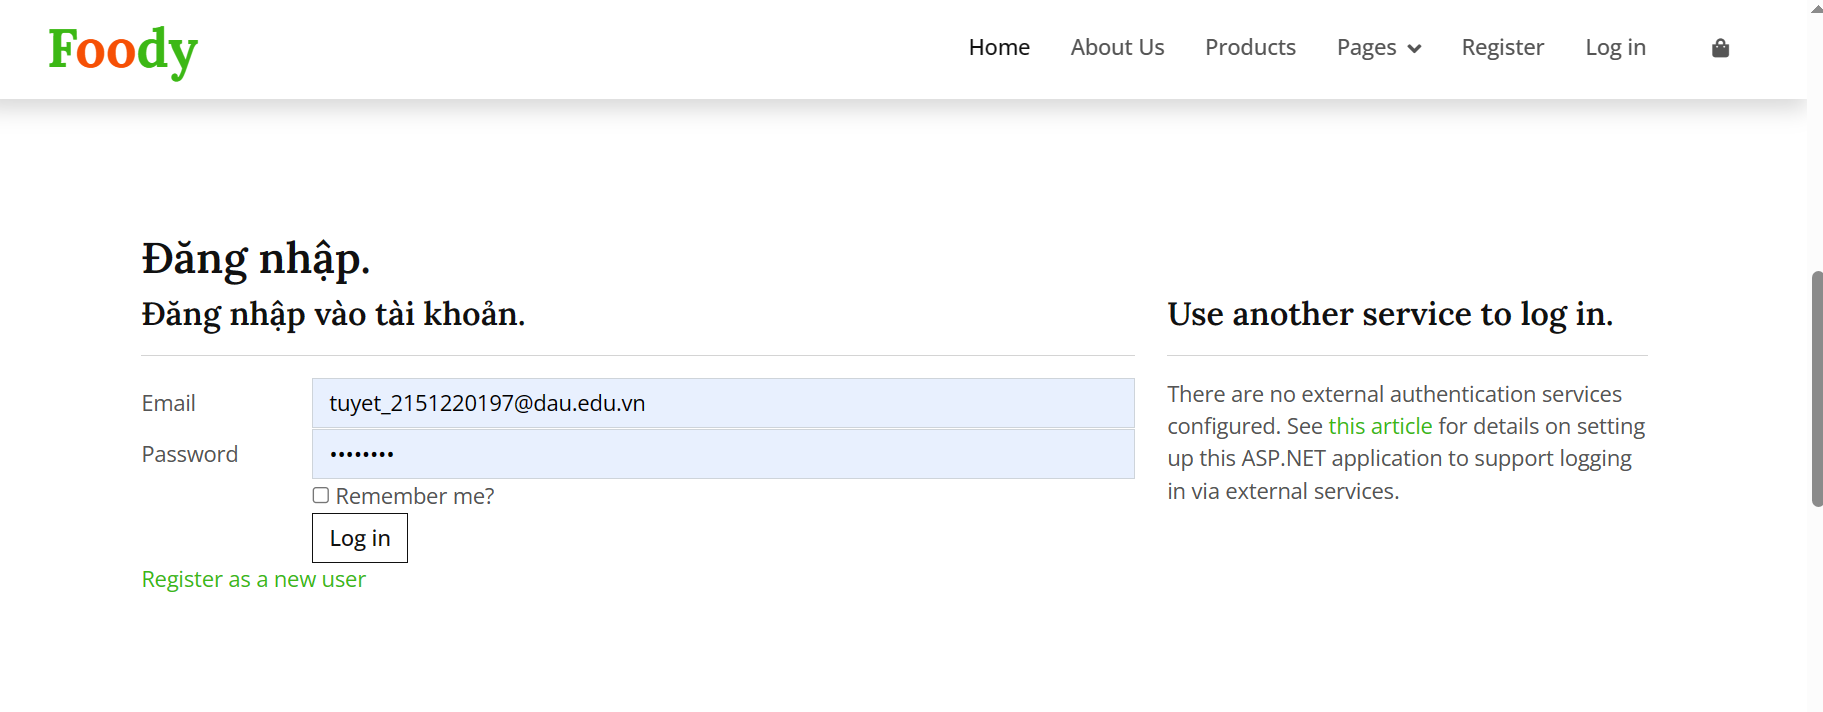 Foody
Home About Us Products Pages Register Log in
Đăng nhập.
Đăng nhập vào tài khoản.
Email tuyet_2151220197@dau.edu.vn
Password ••••••••
Remember me?
Log in
Register as a new user
Use another service to log in.
There are no external authentication services
configured. See this article for details on setting
up this ASP.NET application to support logging
in via external services.